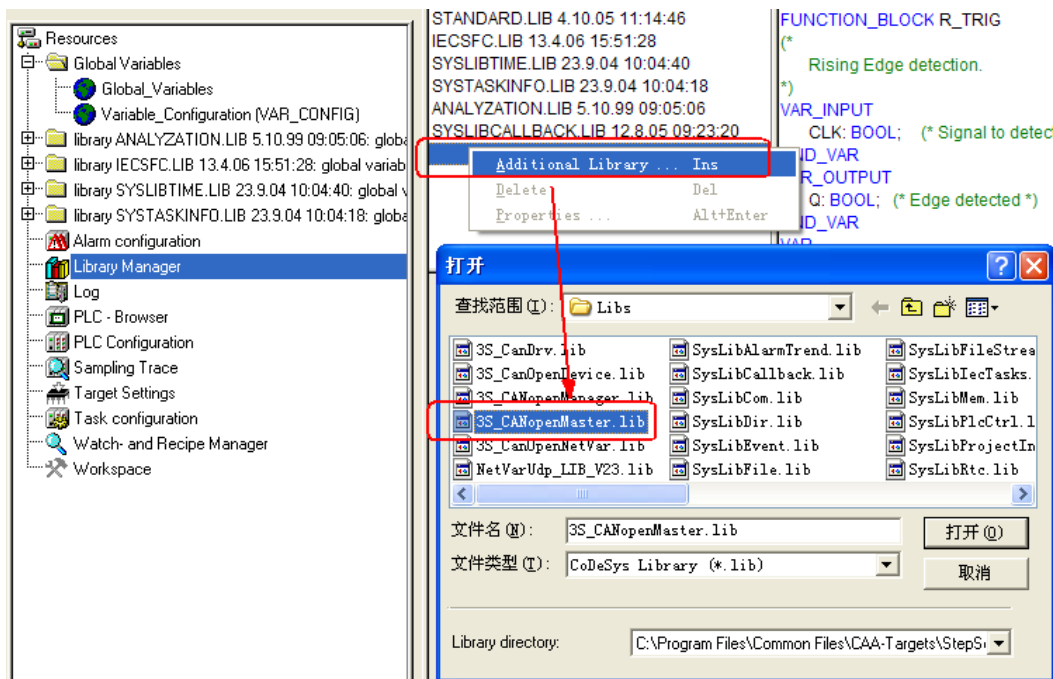 Resources
Global Variables
Global_Variables
Variable_Configuration (VAR_CONFIG)
library ANALYZATION.LIB 5.10.99 09:05:06: globa
library IECSFC.LIB 13.4.06 15:51:28: global variab
library SYSLIBTIME.LIB 23.9.04 10:04:40: global v
library SYSTASKINFO.LIB 23.9.04 10:04:18: globa
Alarm configuration
Library Manager
Log
PLC - Browser
PLC Configuration
Sampling Trace
Target Settings
Task configuration
Watch- and Recipe Manager
Workspace
STANDARD.LIB 4.10.05 11:14:46
IECSFC.LIB 13.4.06 15:51:28
SYSLIBTIME.LIB 23.9.04 10:04:40
SYSTASKINFO.LIB 23.9.04 10:04:18
ANALYZATION.LIB 5.10.99 09:05:06
SYSLIBCALLBACK.LIB 12.8.05 09:23:20
Additional Library ... Ins
Delete Del
Properties ... Alt+Enter
FUNCTION_BLOCK R_TRIG
(*
Rising Edge detection.
*)
VAR_INPUT
CLK: BOOL; (* Signal to detec
ND_VAR
R_OUTPUT
Q: BOOL; (* Edge detected *)
ND_VAR
VAR
打开
查找范围(I): Libs
3S_CanDrv.lib SysLibAlarmTrend.lib SysLibFileStrea
3S_CanOpenDevice.lib SysLibCallback.lib SysLibIecTasks.
3S_CANopenManager.lib SysLibCom.lib SysLibMem.lib
3S_CANopenMaster.lib SysLibDir.lib SysLibPlcCtrl.l
3S_CanOpenNetVar.lib SysLibEvent.lib SysLibProjectIn
NetVarUdp_LIB_V23.lib SysLibFile.lib SysLibRtc.lib
文件名(N): 3S_CANopenMaster.lib 打开(O)
文件类型(T): CoDeSys Library (*.lib) 取消
Library directory: C:\Program Files\Common Files\CAA-Targets\StepS